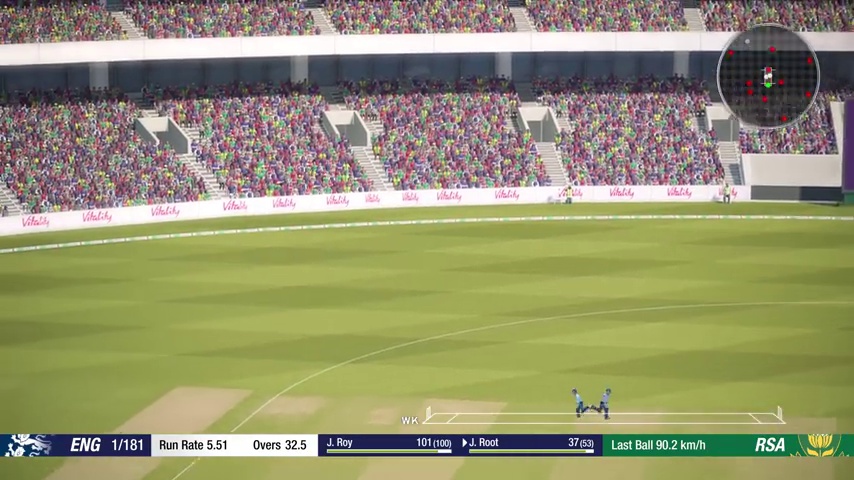 Vitality Vitality Vitality Vitality Vitality Vitality Vitality Vitality Vitality Vitality Vitality Vitality Vitality
WK
ENG 1/181 Run Rate 5.51 Overs 32.5 J. Roy 101 (100) J. Root 37 (53) Last Ball 90.2 km/h RSA